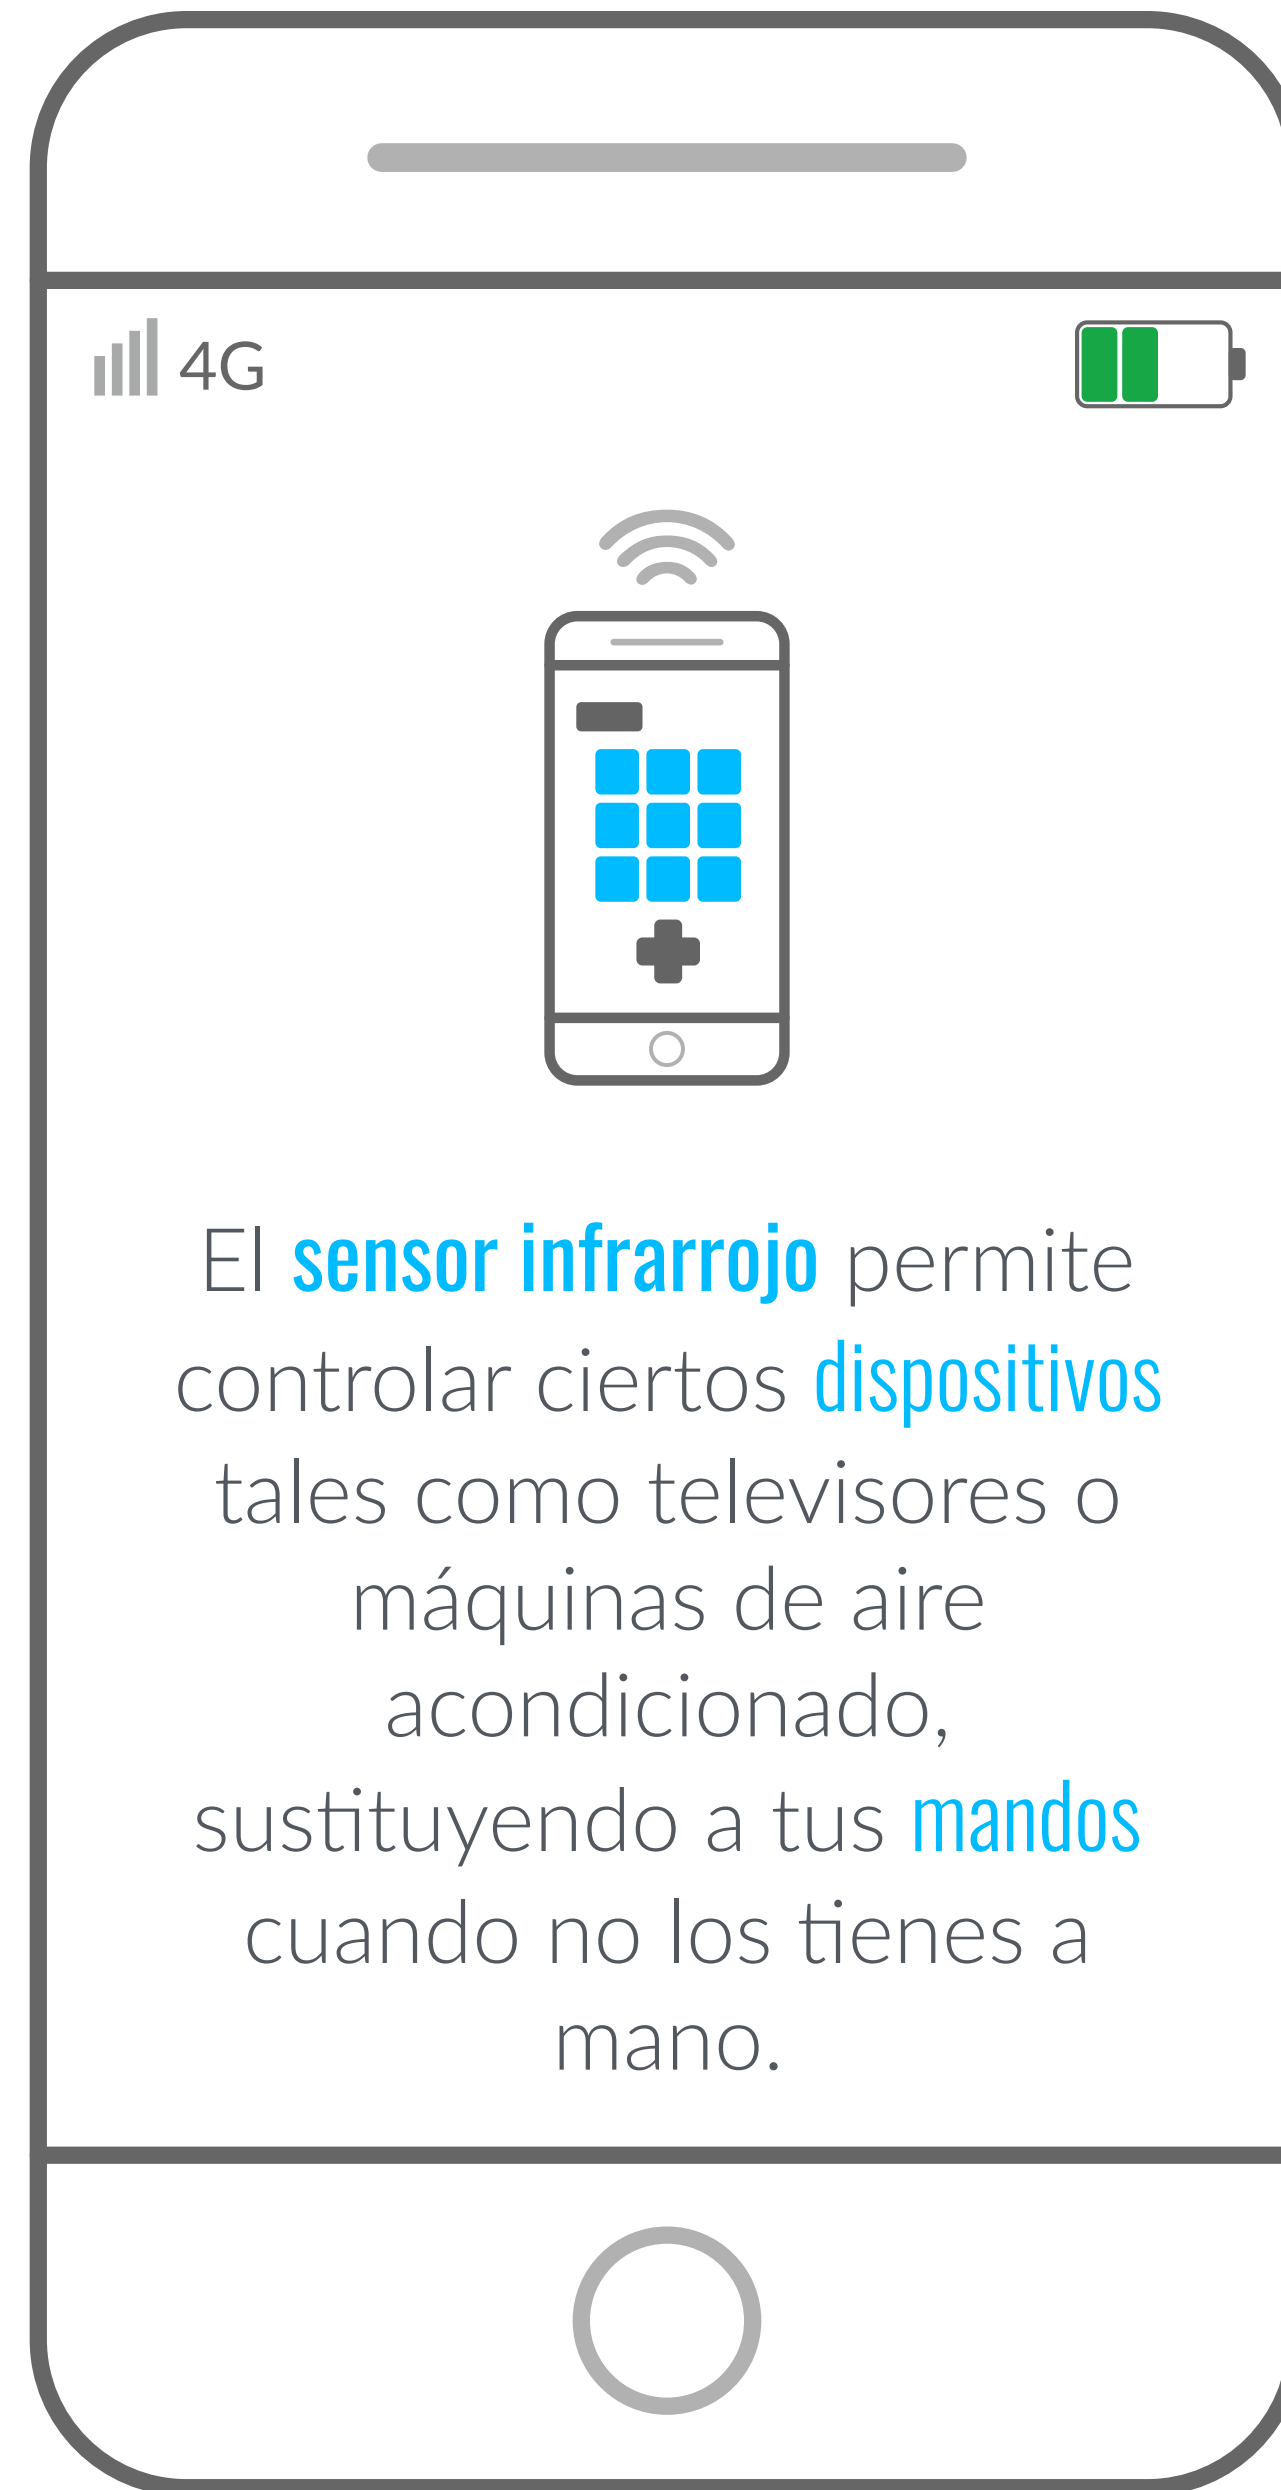 4G
El sensor infrarrojo permite
controlar ciertos dispositivos
tales como televisores o
máquinas de aire
acondicionado,
sustituyendo a tus mandos
cuando no los tienes a
mano.